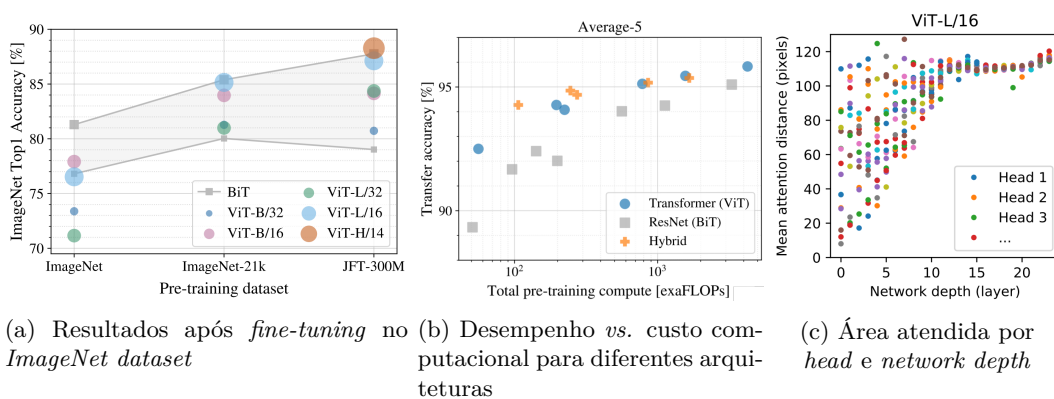 90
85
80
75
70
ImageNet Top1 Accuracy [%]
BiT
ViT-B/32
ViT-B/16
ViT-L/32
ViT-L/16
ViT-H/14
ImageNet
ImageNet-21k
JFT-300M
Pre-training dataset
(a) Resultados após fine-tuning no
ImageNet dataset
Average-5
95
90
Transfer accuracy [%]
Transformer (ViT)
ResNet (BiT)
Hybrid
10²
10³
Total pre-training compute [exaFLOPs]
(b) Desempenho vs. custo com-
putacional para diferentes arqui-
teturas
ViT-L/16
120
100
80
60
40
20
0
Mean attention distance (pixels)
Head 1
Head 2
Head 3
...
0 5 10 15 20
Network depth (layer)
(c) Área atendida por
head e network depth